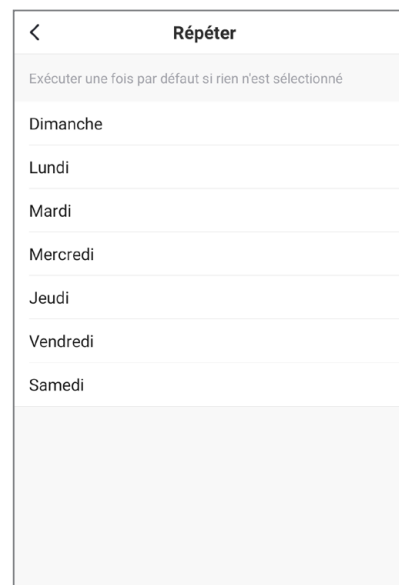 Répéter
Exécuter une fois par défaut si rien n'est sélectionné
Dimanche
Lundi
Mardi
Mercredi
Jeudi
Vendredi
Samedi